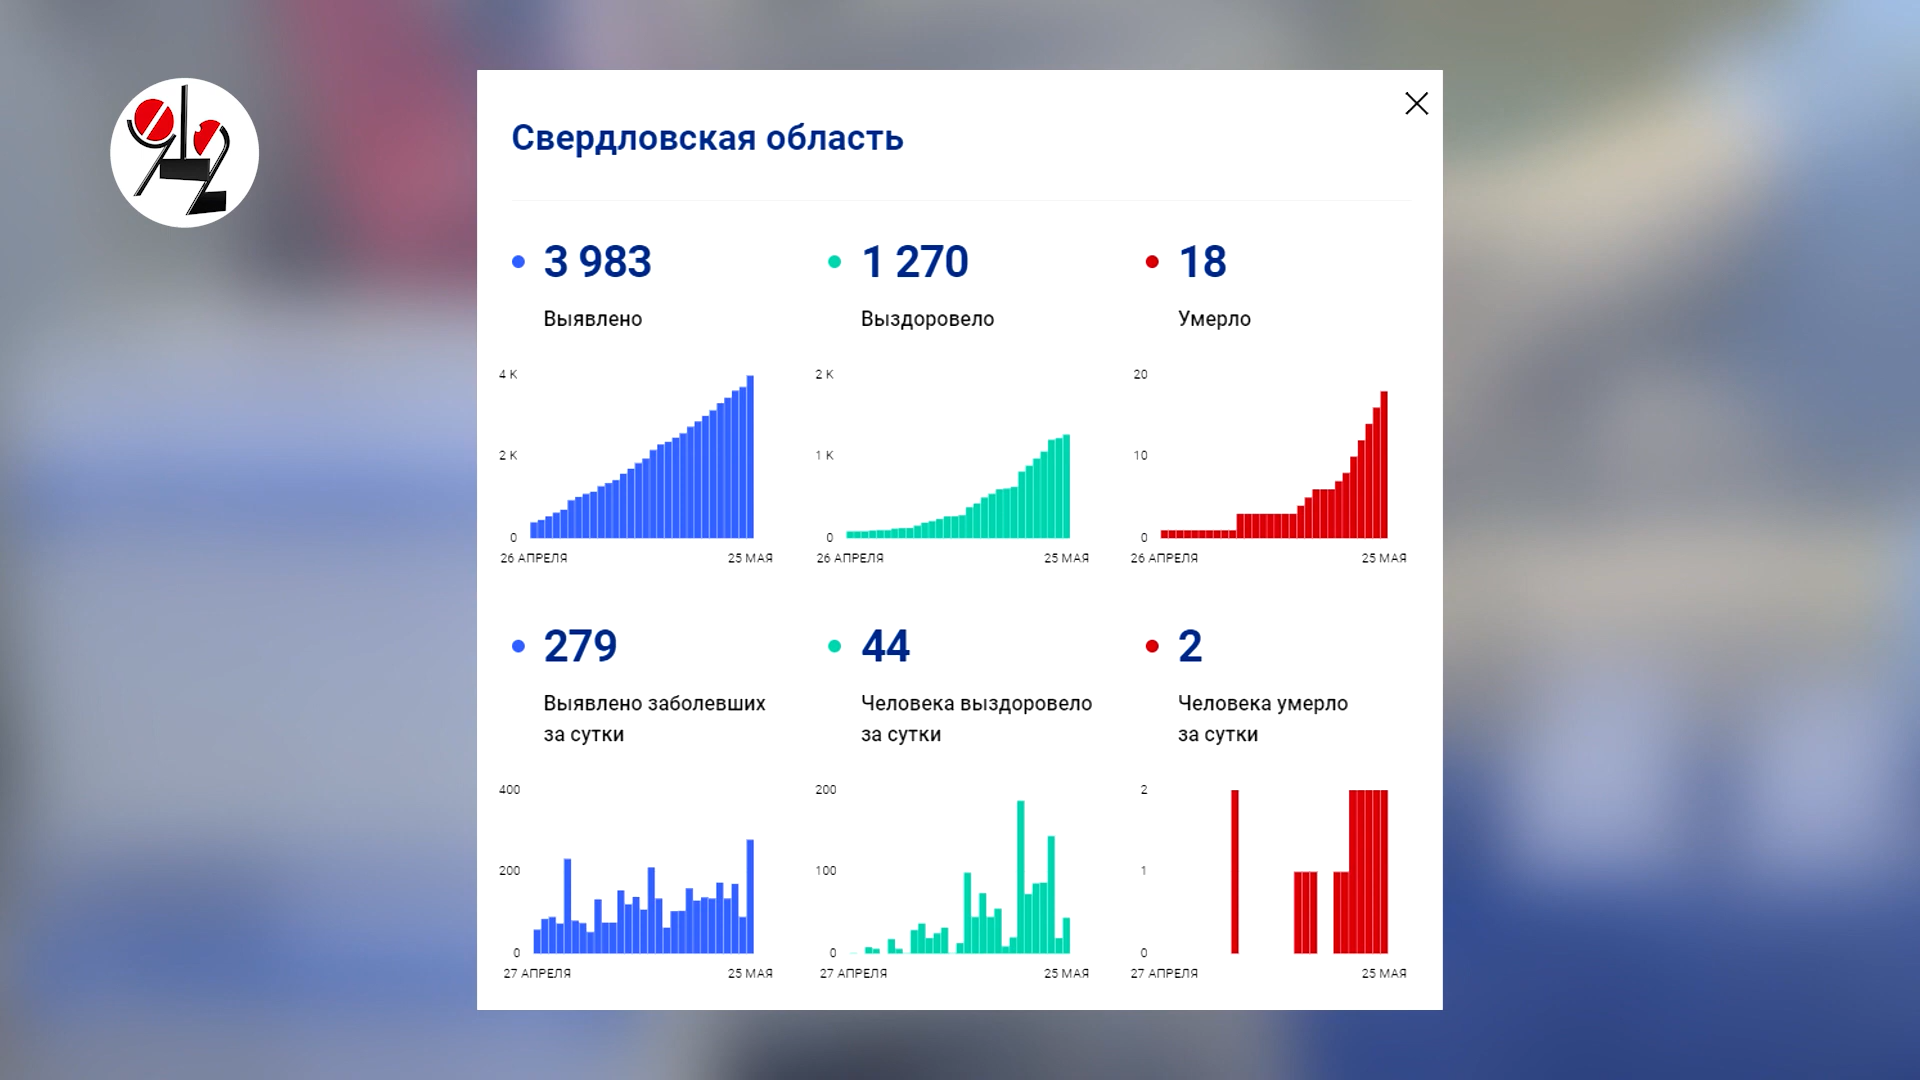 912
Свердловская область
3 983
Выявлено
1 270
Выздоровело
18
Умерло
4 K
2 K
0
26 АПРЕЛЯ
25 МАЯ
2 K
1 K
0
26 АПРЕЛЯ
25 МАЯ
20
10
0
26 АПРЕЛЯ
25 МАЯ
279
Выявлено заболевших
за сутки
44
Человека выздоровело
за сутки
2
Человека умерло
за сутки
400
200
0
27 АПРЕЛЯ
25 МАЯ
200
100
0
27 АПРЕЛЯ
25 МАЯ
2
1
0
27 АПРЕЛЯ
25 МАЯ